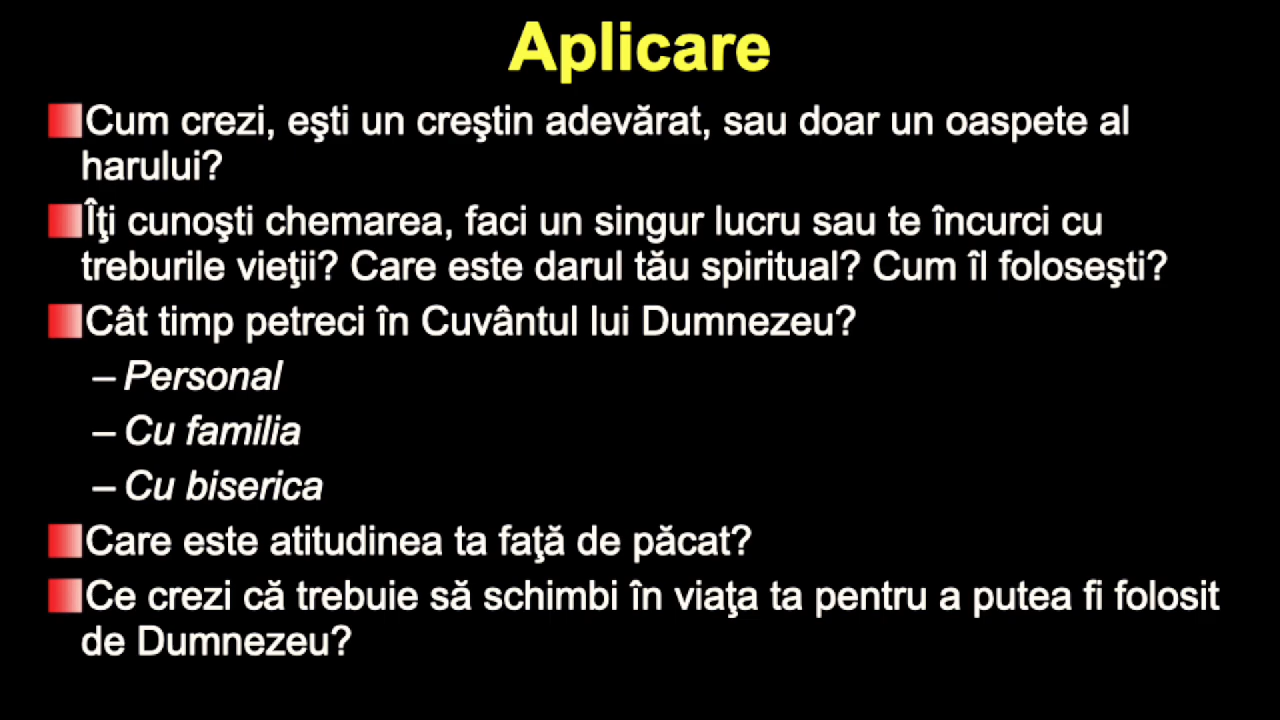 Aplicare
Cum crezi, eşti un creştin adevărat, sau doar un oaspete al
harului?
Îţi cunoşti chemarea, faci un singur lucru sau te încurci cu
treburile vieţii? Care este darul tău spiritual? Cum îl foloseşti?
Cât timp petreci în Cuvântul lui Dumnezeu?
– Personal
– Cu familia
– Cu biserica
Care este atitudinea ta faţă de păcat?
Ce crezi că trebuie să schimbi în viaţa ta pentru a putea fi folosit
de Dumnezeu?